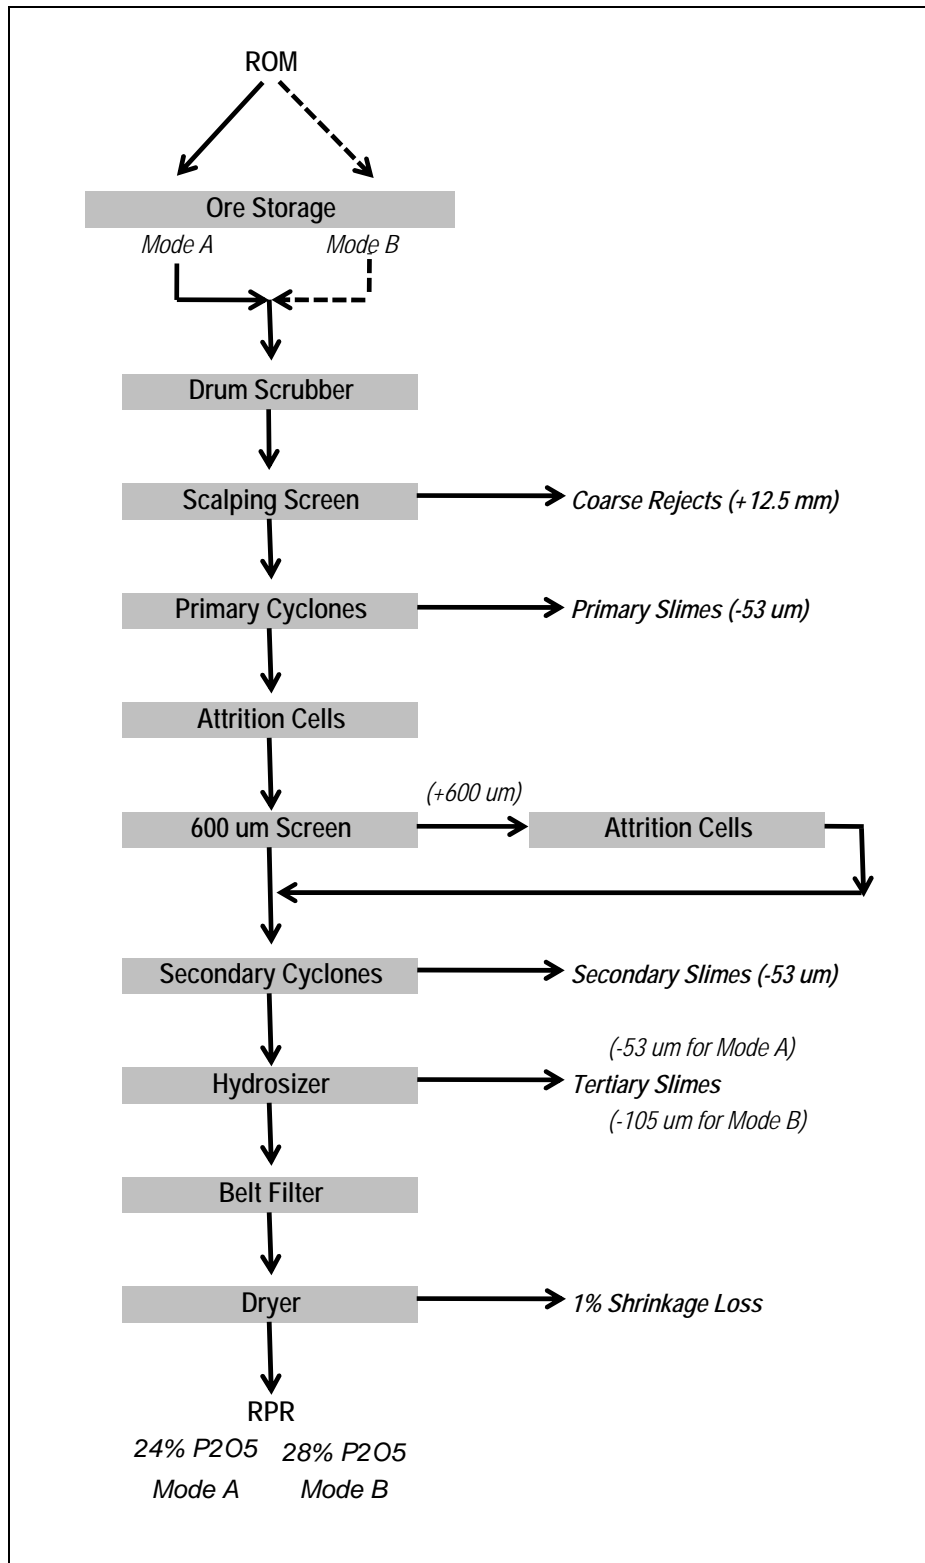 ROM
Ore Storage
Mode A
Mode B
Drum Scrubber
Scalping Screen
Coarse Rejects (+12.5 mm)
Primary Cyclones
Primary Slimes (-53 um)
Attrition Cells
(+600 um)
600 um Screen
Attrition Cells
Secondary Cyclones
Secondary Slimes (-53 um)
(-53 um for Mode A)
Hydrosizer
Tertiary Slimes
(-105 um for Mode B)
Belt Filter
Dryer
1% Shrinkage Loss
RPR
24% P2O5
28% P2O5
Mode A
Mode B